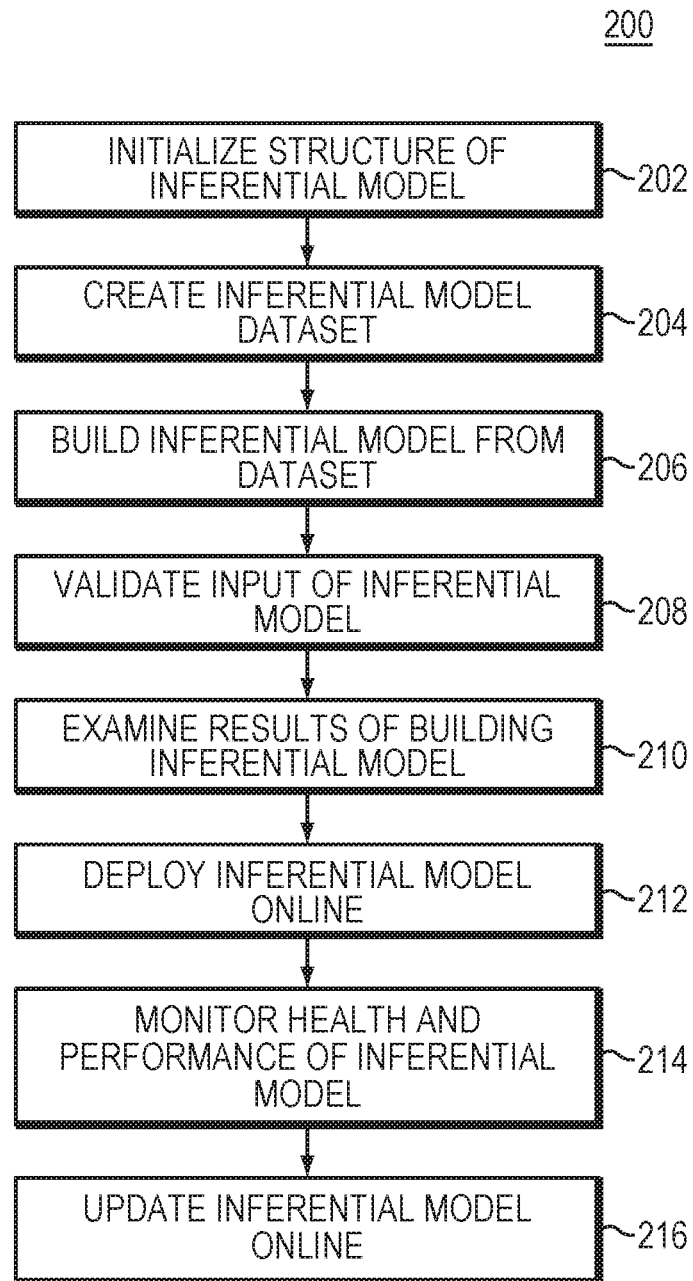 200
INITIALIZE STRUCTURE OF
INFERENTIAL MODEL
202
CREATE INFERENTIAL MODEL
DATASET
204
BUILD INFERENTIAL MODEL FROM
DATASET
206
VALIDATE INPUT OF INFERENTIAL
MODEL
208
EXAMINE RESULTS OF BUILDING
INFERENTIAL MODEL
210
DEPLOY INFERENTIAL MODEL
ONLINE
212
MONITOR HEALTH AND
PERFORMANCE OF INFERENTIAL
MODEL
214
UPDATE INFERENTIAL MODEL
ONLINE
216